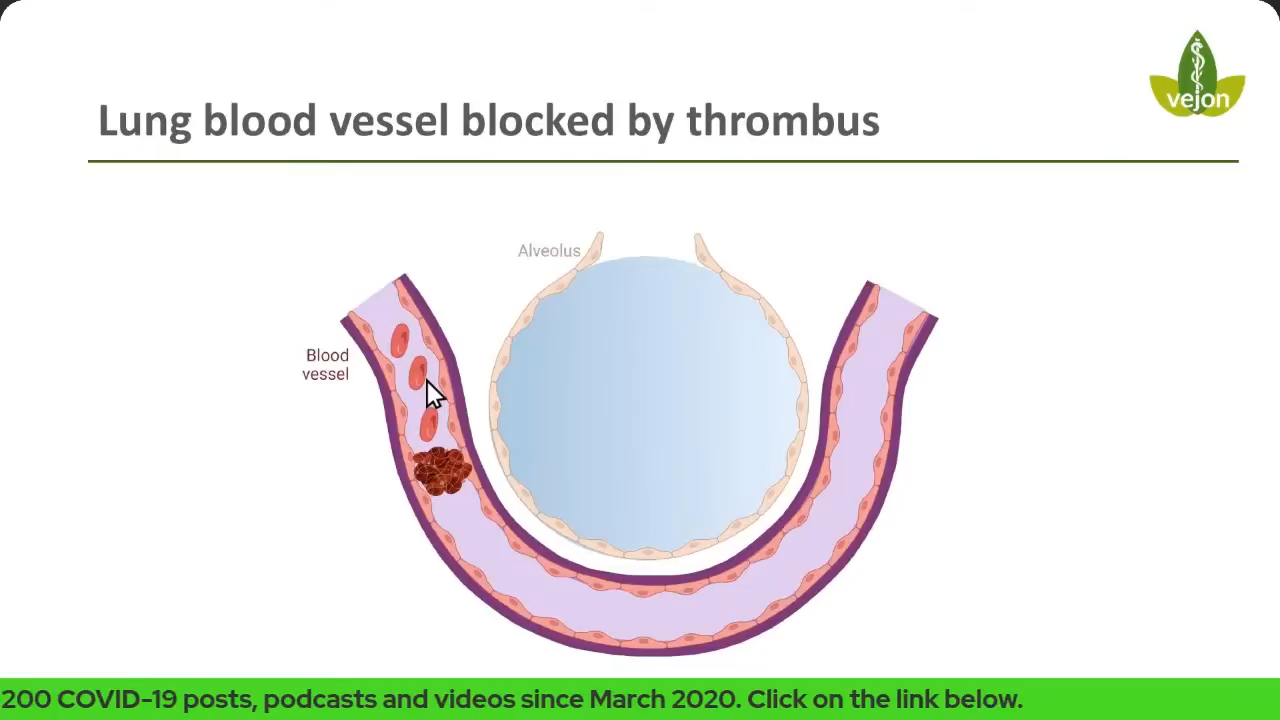 vejon
Lung blood vessel blocked by thrombus
Alveolus
Blood
vessel
200 COVID-19 posts, podcasts and videos since March 2020. Click on the link below.